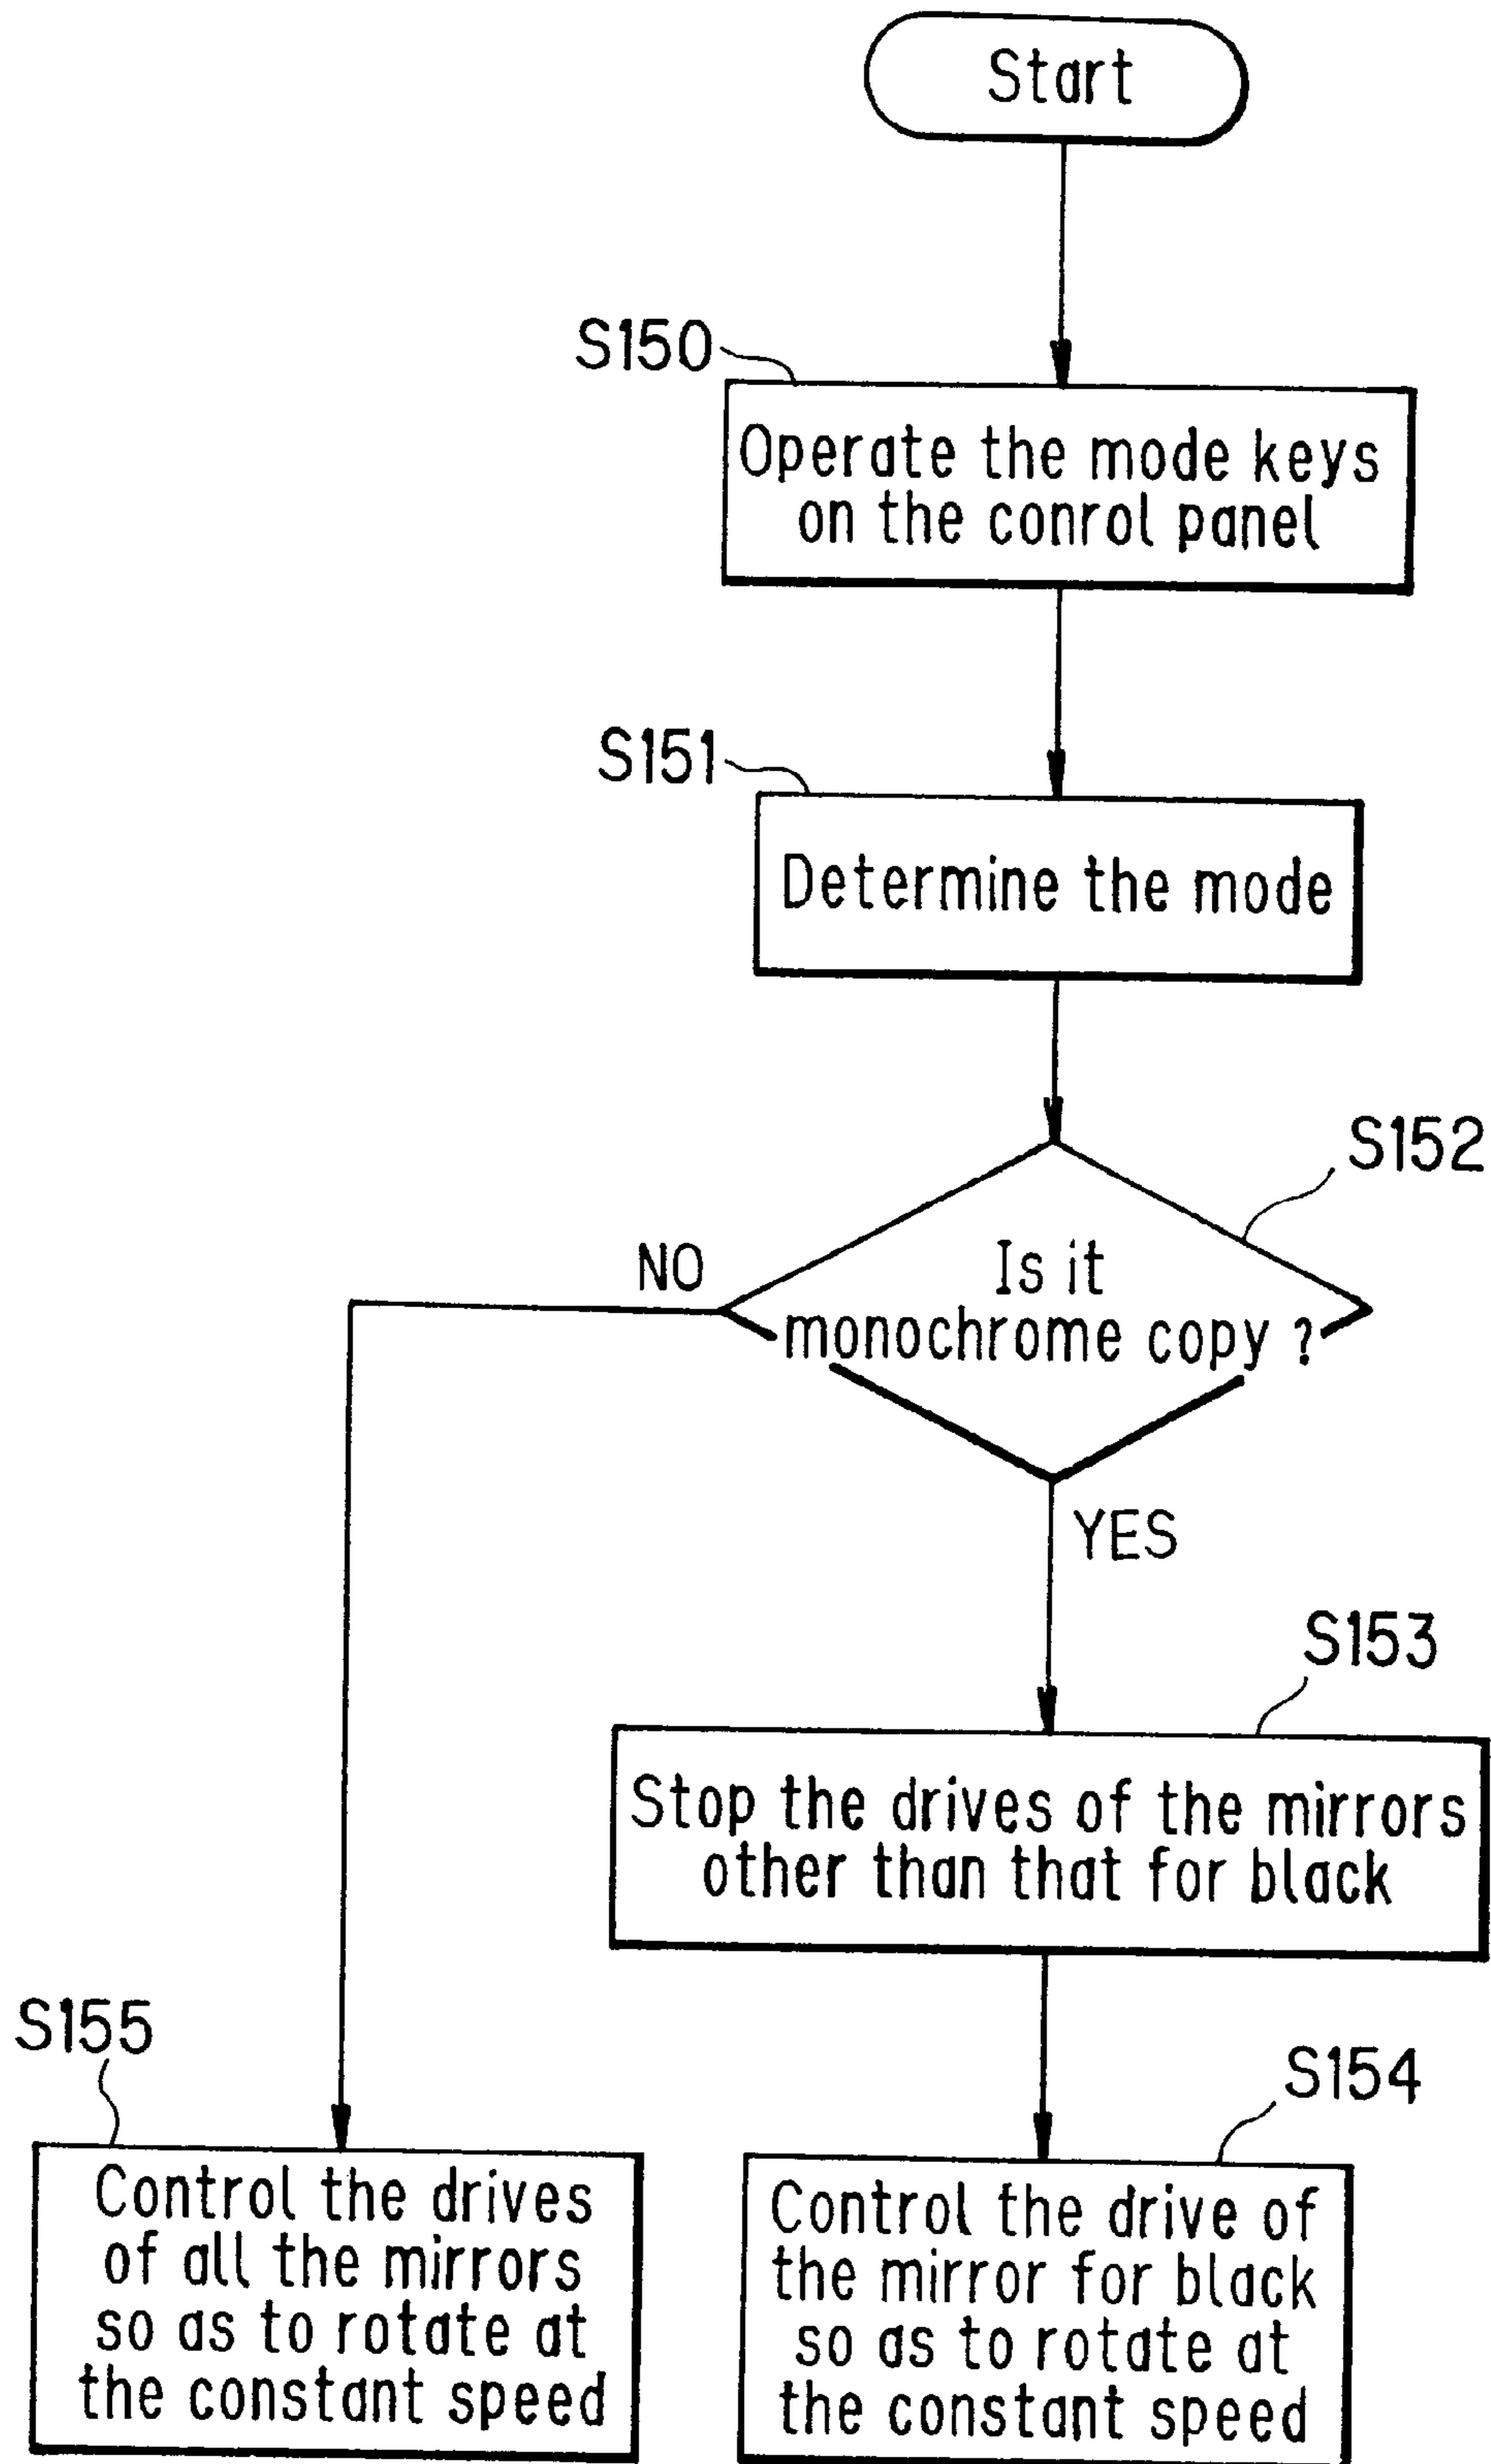 Start
S150
Operate the mode keys
on the conrol panel
S151
Determine the mode
S152
Is it
monochrome copy ?
NO
YES
S153
Stop the drives of the mirrors
other than that for black
S155
Control the drives
of all the mirrors
so as to rotate at
the constant speed
S154
Control the drive of
the mirror for black
so as to rotate at
the constant speed